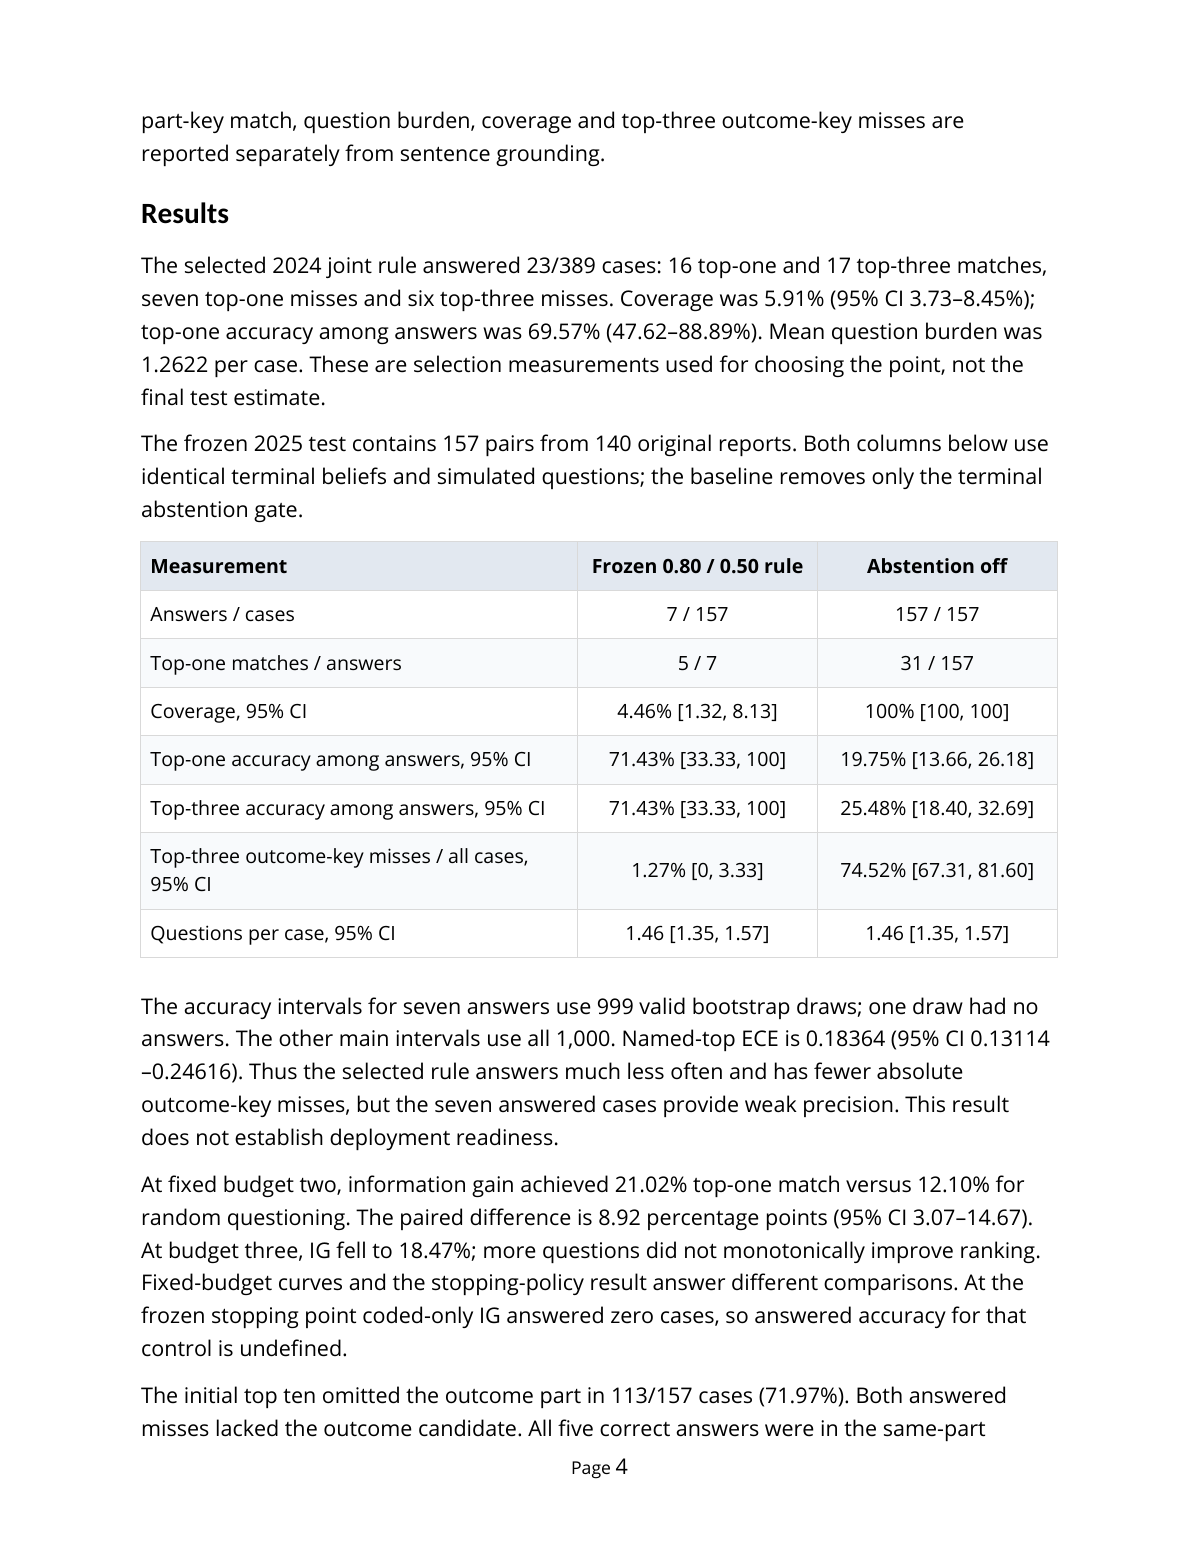 part-key match, question burden, coverage and top-three outcome-key misses are
reported separately from sentence grounding.
Results
The selected 2024 joint rule answered 23/389 cases: 16 top-one and 17 top-three matches,
seven top-one misses and six top-three misses. Coverage was 5.91% (95% CI 3.73–8.45%);
top-one accuracy among answers was 69.57% (47.62–88.89%). Mean question burden was
1.2622 per case. These are selection measurements used for choosing the point, not the
final test estimate.
The frozen 2025 test contains 157 pairs from 140 original reports. Both columns below use
identical terminal beliefs and simulated questions; the baseline removes only the terminal
abstention gate.
Measurement Frozen 0.80 / 0.50 rule Abstention off
Answers / cases 7 / 157 157 / 157
Top-one matches / answers 5 / 7 31 / 157
Coverage, 95% CI 4.46% [1.32, 8.13] 100% [100, 100]
Top-one accuracy among answers, 95% CI 71.43% [33.33, 100] 19.75% [13.66, 26.18]
Top-three accuracy among answers, 95% CI 71.43% [33.33, 100] 25.48% [18.40, 32.69]
Top-three outcome-key misses / all cases,
95% CI 1.27% [0, 3.33] 74.52% [67.31, 81.60]
Questions per case, 95% CI 1.46 [1.35, 1.57] 1.46 [1.35, 1.57]
The accuracy intervals for seven answers use 999 valid bootstrap draws; one draw had no
answers. The other main intervals use all 1,000. Named-top ECE is 0.18364 (95% CI 0.13114
–0.24616). Thus the selected rule answers much less often and has fewer absolute
outcome-key misses, but the seven answered cases provide weak precision. This result
does not establish deployment readiness.
At fixed budget two, information gain achieved 21.02% top-one match versus 12.10% for
random questioning. The paired difference is 8.92 percentage points (95% CI 3.07–14.67).
At budget three, IG fell to 18.47%; more questions did not monotonically improve ranking.
Fixed-budget curves and the stopping-policy result answer different comparisons. At the
frozen stopping point coded-only IG answered zero cases, so answered accuracy for that
control is undefined.
The initial top ten omitted the outcome part in 113/157 cases (71.97%). Both answered
misses lacked the outcome candidate. All five correct answers were in the same-part
Page 4